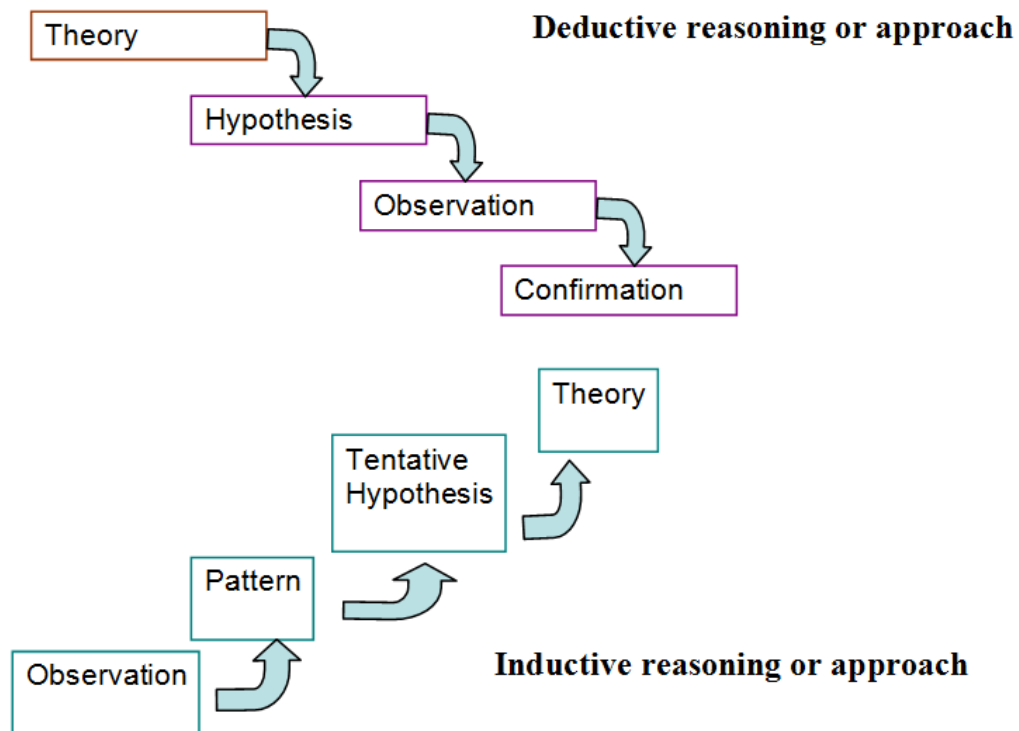 Theory
Deductive reasoning or approach
Hypothesis
Observation
Confirmation
Theory
Tentative
Hypothesis
Pattern
Observation
Inductive reasoning or approach